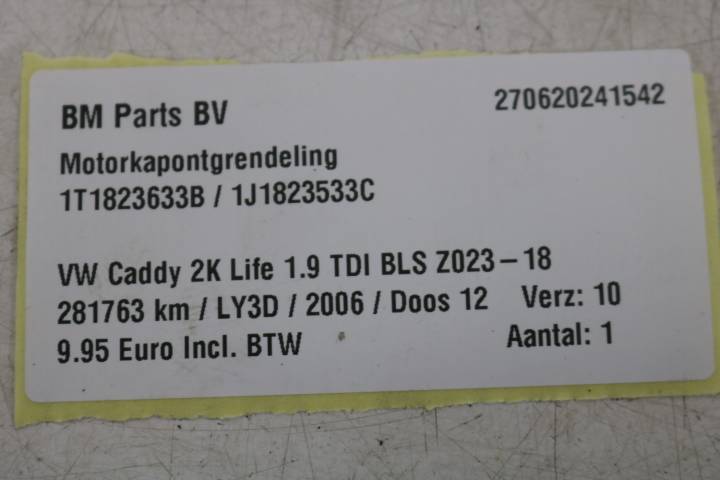 BM Parts BV 270620241542
Motorkapontgrendeling
1T1823633B / 1J1823533C
VW Caddy 2K Life 1.9 TDI BLS Z023-18
281763 km / LY3D / 2006 / Doos 12 Verz: 10
9.95 Euro Incl. BTW Aantal: 1